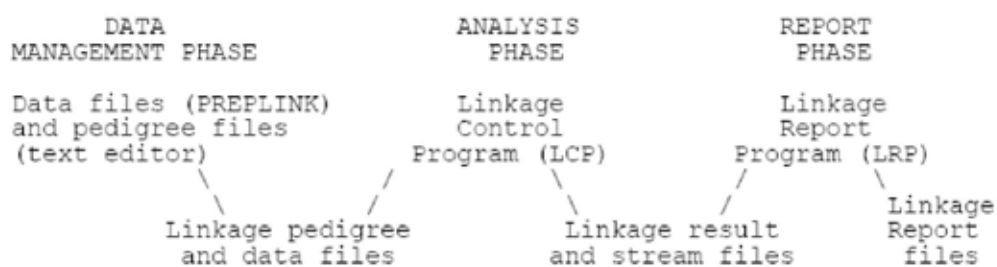 DATA ANALYSIS REPORT
MANAGEMENT PHASE PHASE PHASE
Data files (PREPLINK) Linkage Linkage
and pedigree files Control Report
(text editor) Program (LCP) Program (LRP)
\ / \ / \
\ / \ / Linkage
Linkage pedigree Linkage result Report
and data files and stream files files